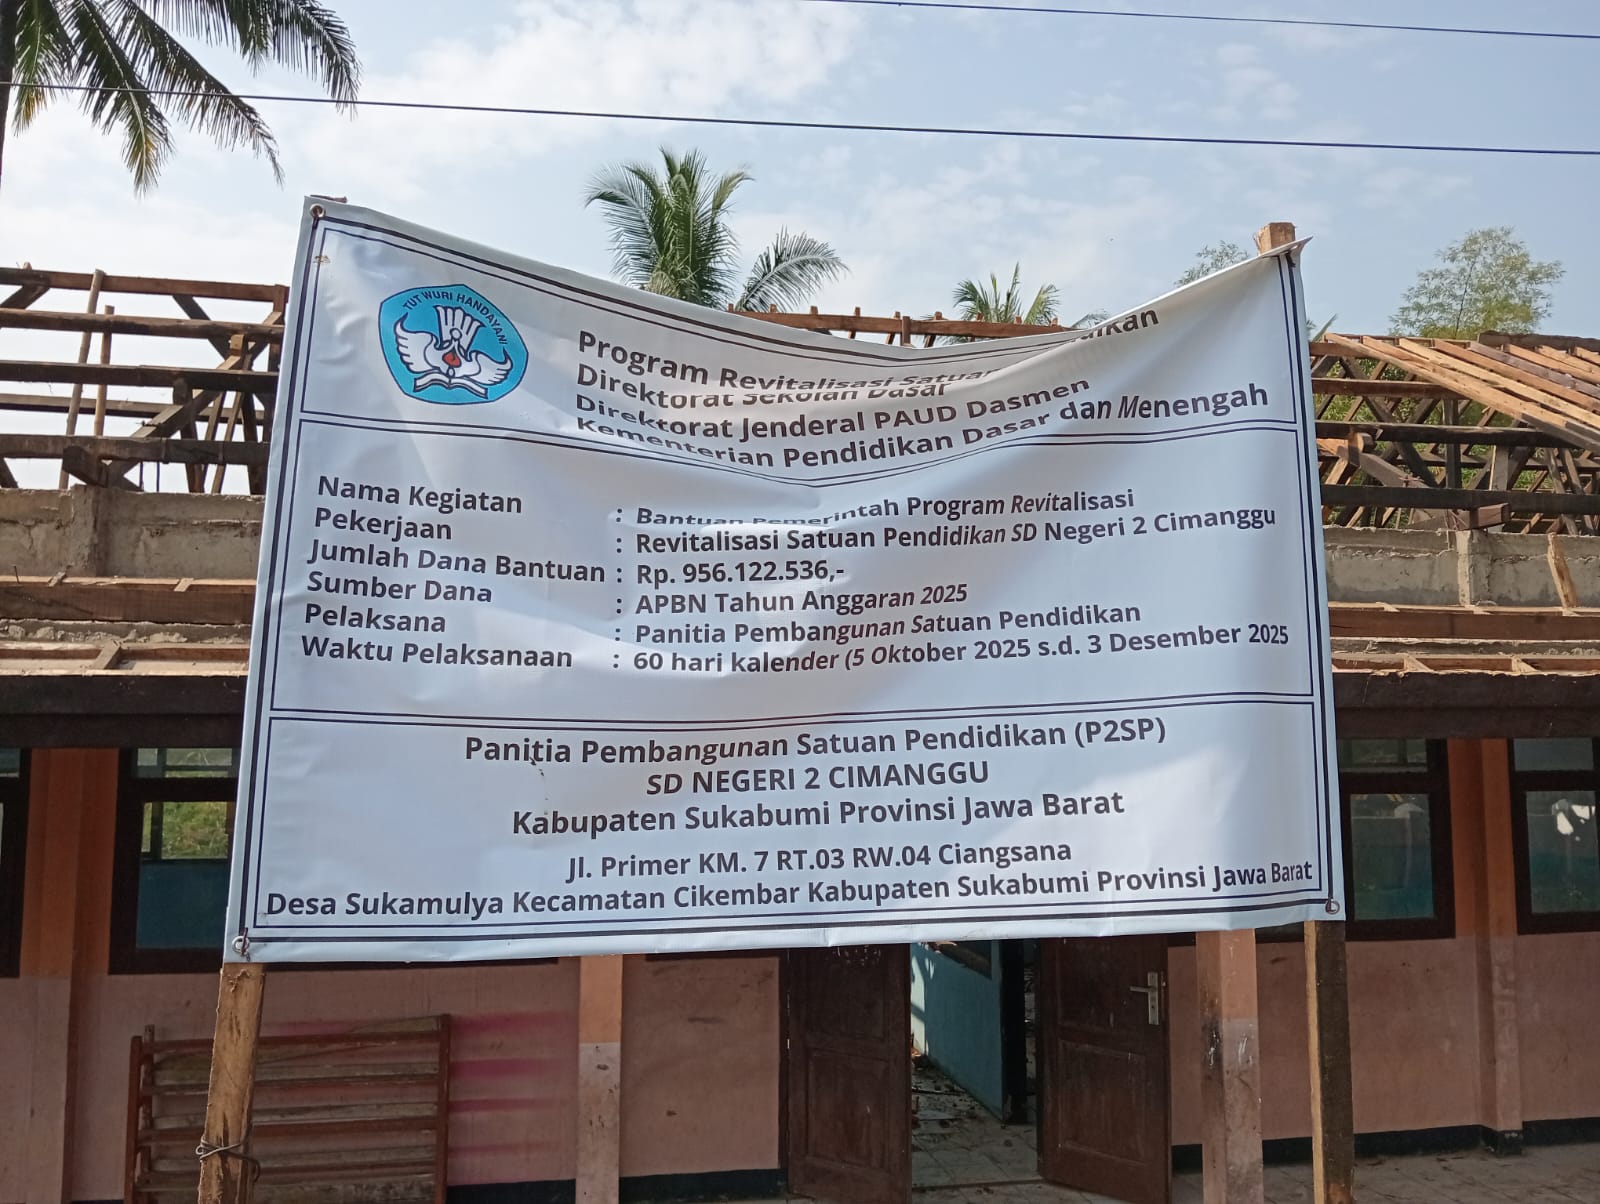 TUT WURI HANDAYANI
Program Revitalisasi Satuan
Direktorat Sekolah Dasar
Direktorat Jenderal PAUD Dasmen
Kementerian Pendidikan Dasar dan Menengah
Nama Kegiatan : Bantuan Pemerintah Program Revitalisasi
Pekerjaan : Revitalisasi Satuan Pendidikan SD Negeri 2 Cimanggu
Jumlah Dana Bantuan : Rp. 956.122.536,-
Sumber Dana : APBN Tahun Anggaran 2025
Pelaksana : Panitia Pembangunan Satuan Pendidikan
Waktu Pelaksanaan : 60 hari kalender (5 Oktober 2025 s.d. 3 Desember 2025
Panitia Pembangunan Satuan Pendidikan (P2SP)
SD NEGERI 2 CIMANGGU
Kabupaten Sukabumi Provinsi Jawa Barat
Jl. Primer KM. 7 RT.03 RW.04 Ciangsana
Desa Sukamulya Kecamatan Cikembar Kabupaten Sukabumi Provinsi Jawa Barat